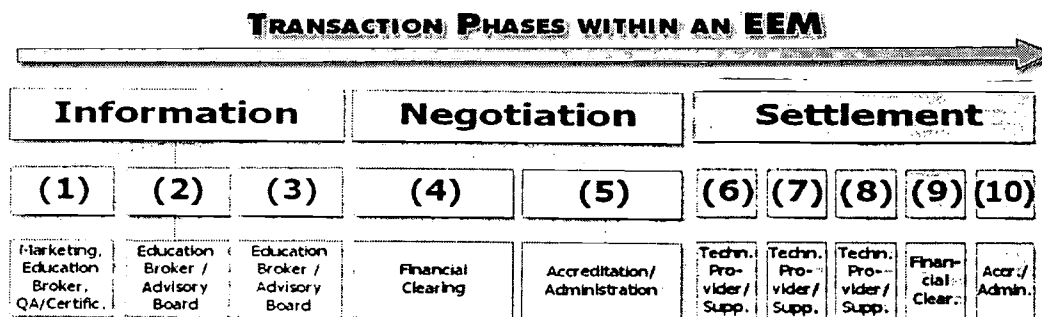 TRANSACTION PHASES WITHIN AN EEM
Information Negotiation Settlement
(1) (2) (3) (4) (5) (6) (7) (8) (9) (10)
Marketing,
Education
Broker,
QA/Certific.
Education
Broker /
Advisory
Board
Education
Broker /
Advisory
Board
Financial
Clearing
Accreditation/
Administration
Techn.
Pro-
vider/
Supp.
Techn.
Pro-
vider/
Supp.
Techn.
Pro-
vider/
Supp.
Finan-
cial
Clear.
Accr./
Admin.